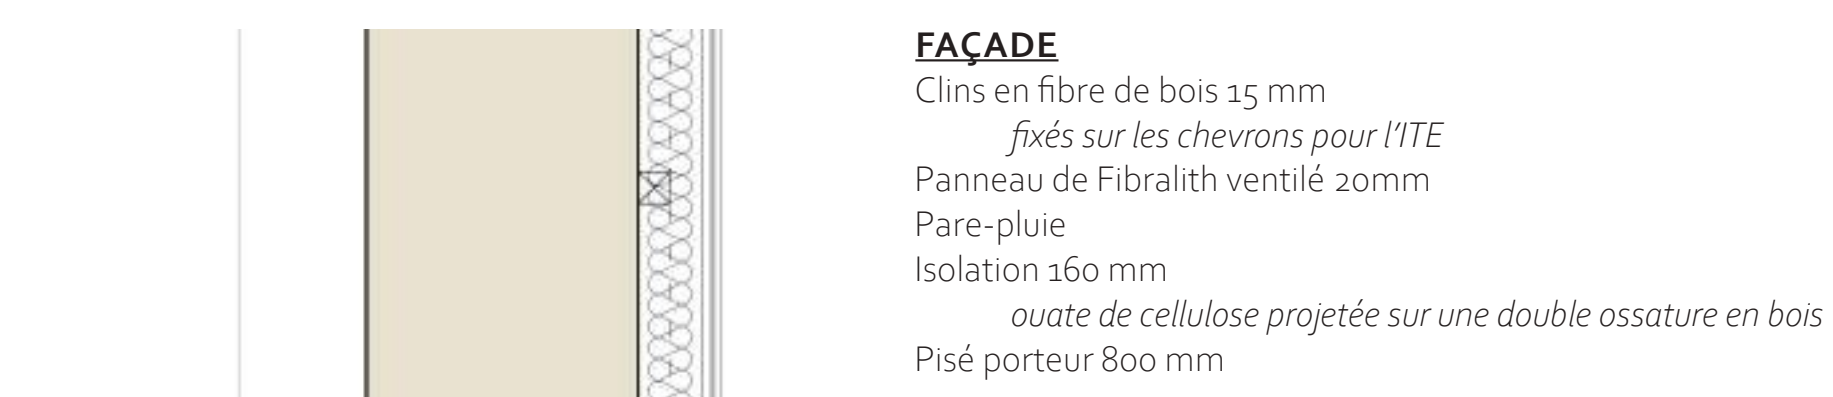 FAÇADE
Clins en fibre de bois 15 mm
fixés sur les chevrons pour l'ITE
Panneau de Fibralith ventilé 20mm
Pare-pluie
Isolation 160 mm
ouate de cellulose projetée sur une double ossature en bois
Pisé porteur 800 mm